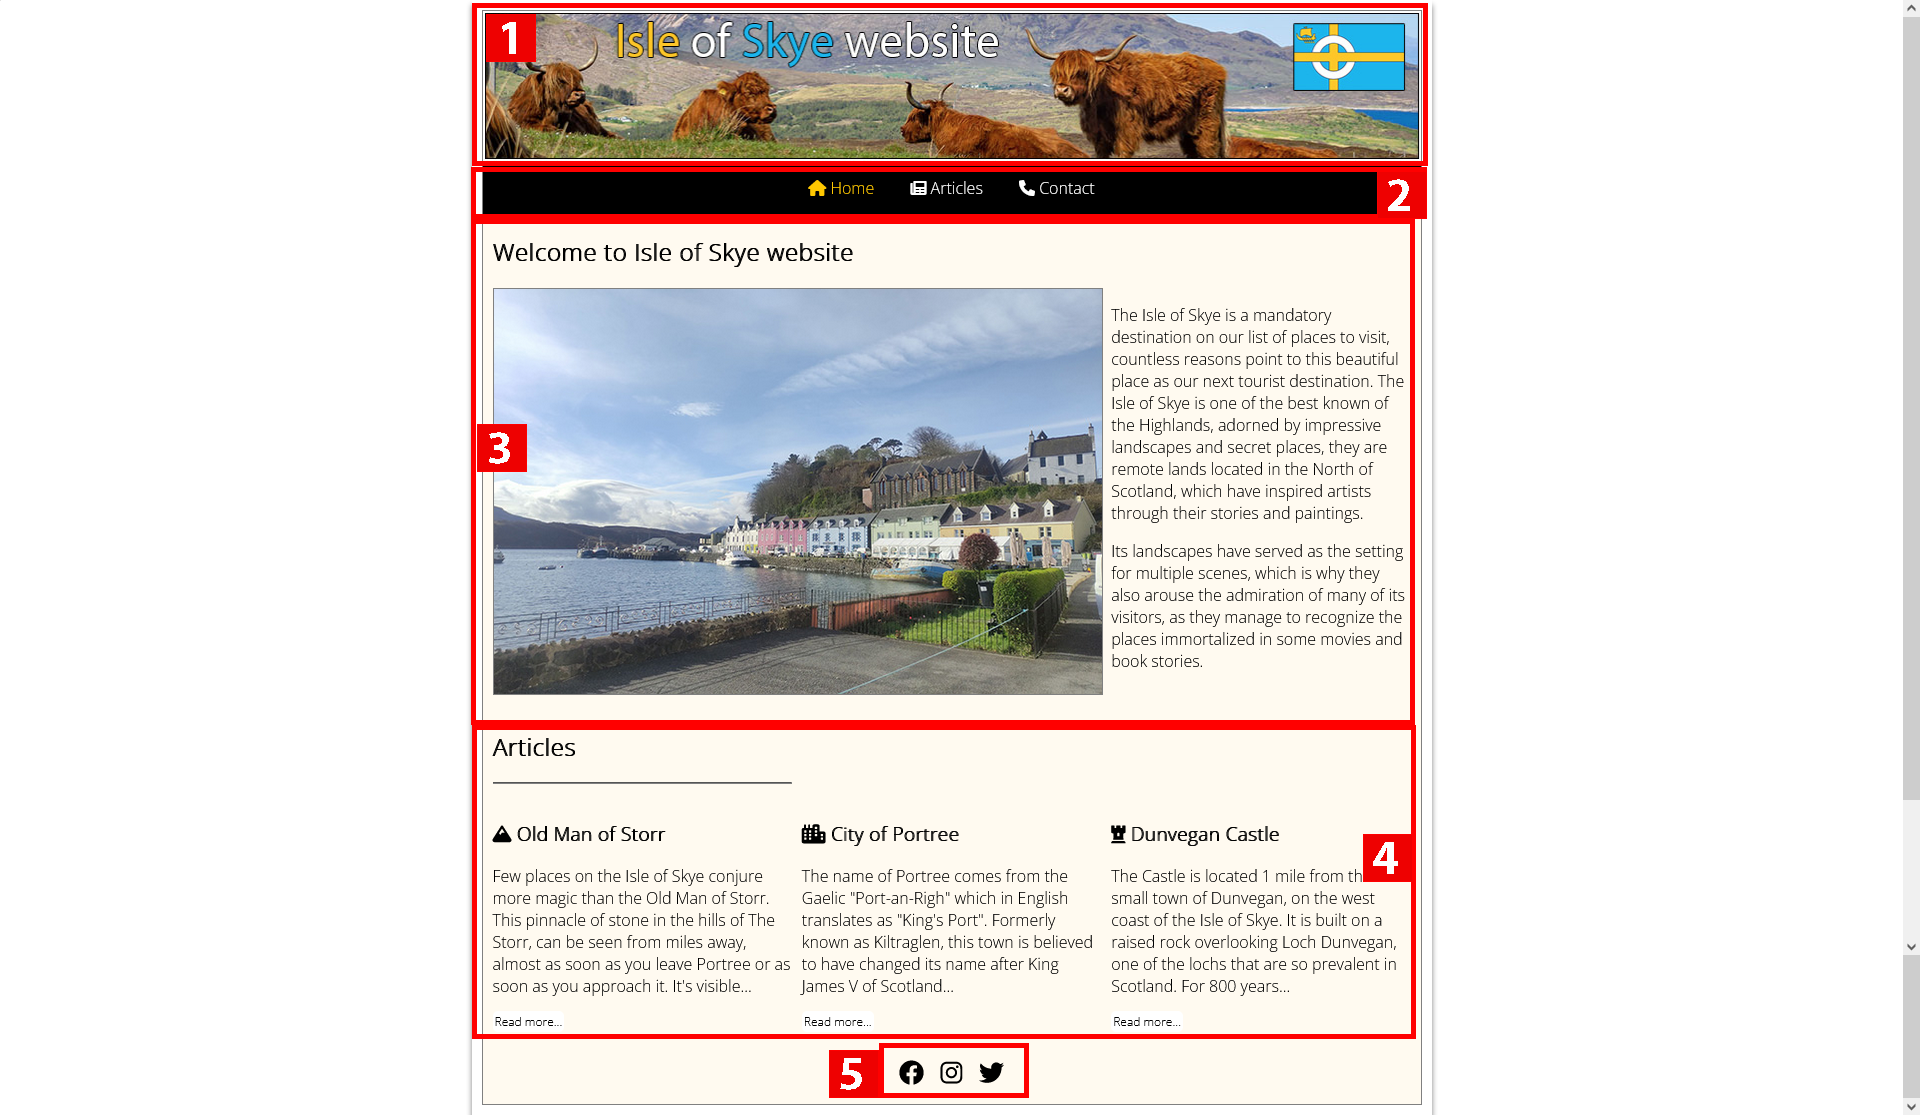 1
Isle of Skye website
Home Articles Contact
2
Welcome to Isle of Skye website
3
The Isle of Skye is a mandatory
destination on our list of places to visit,
countless reasons point to this beautiful
place as our next tourist destination. The
Isle of Skye is one of the best known of
the Highlands, adorned by impressive
landscapes and secret places, they are
remote lands located in the North of
Scotland, which have inspired artists
through their stories and paintings.
Its landscapes have served as the setting
for multiple scenes, which is why they
also arouse the admiration of many of its
visitors, as they manage to recognize the
places immortalized in some movies and
book stories.
Articles
Old Man of Storr
Few places on the Isle of Skye conjure
more magic than the Old Man of Storr.
This pinnacle of stone in the hills of The
Storr, can be seen from miles away,
almost as soon as you leave Portree or as
soon as you approach it. It's visible...
Read more...
City of Portree
The name of Portree comes from the
Gaelic "Port-an-Righ" which in English
translates as "King's Port". Formerly
known as Kiltraglen, this town is believed
to have changed its name after King
James V of Scotland...
Read more...
Dunvegan Castle
4
The Castle is located 1 mile from
small town of Dunvegan, on the west
coast of the Isle of Skye. It is built on a
raised rock overlooking Loch Dunvegan,
one of the lochs that are so prevalent in
Scotland. For 800 years...
Read more...
5